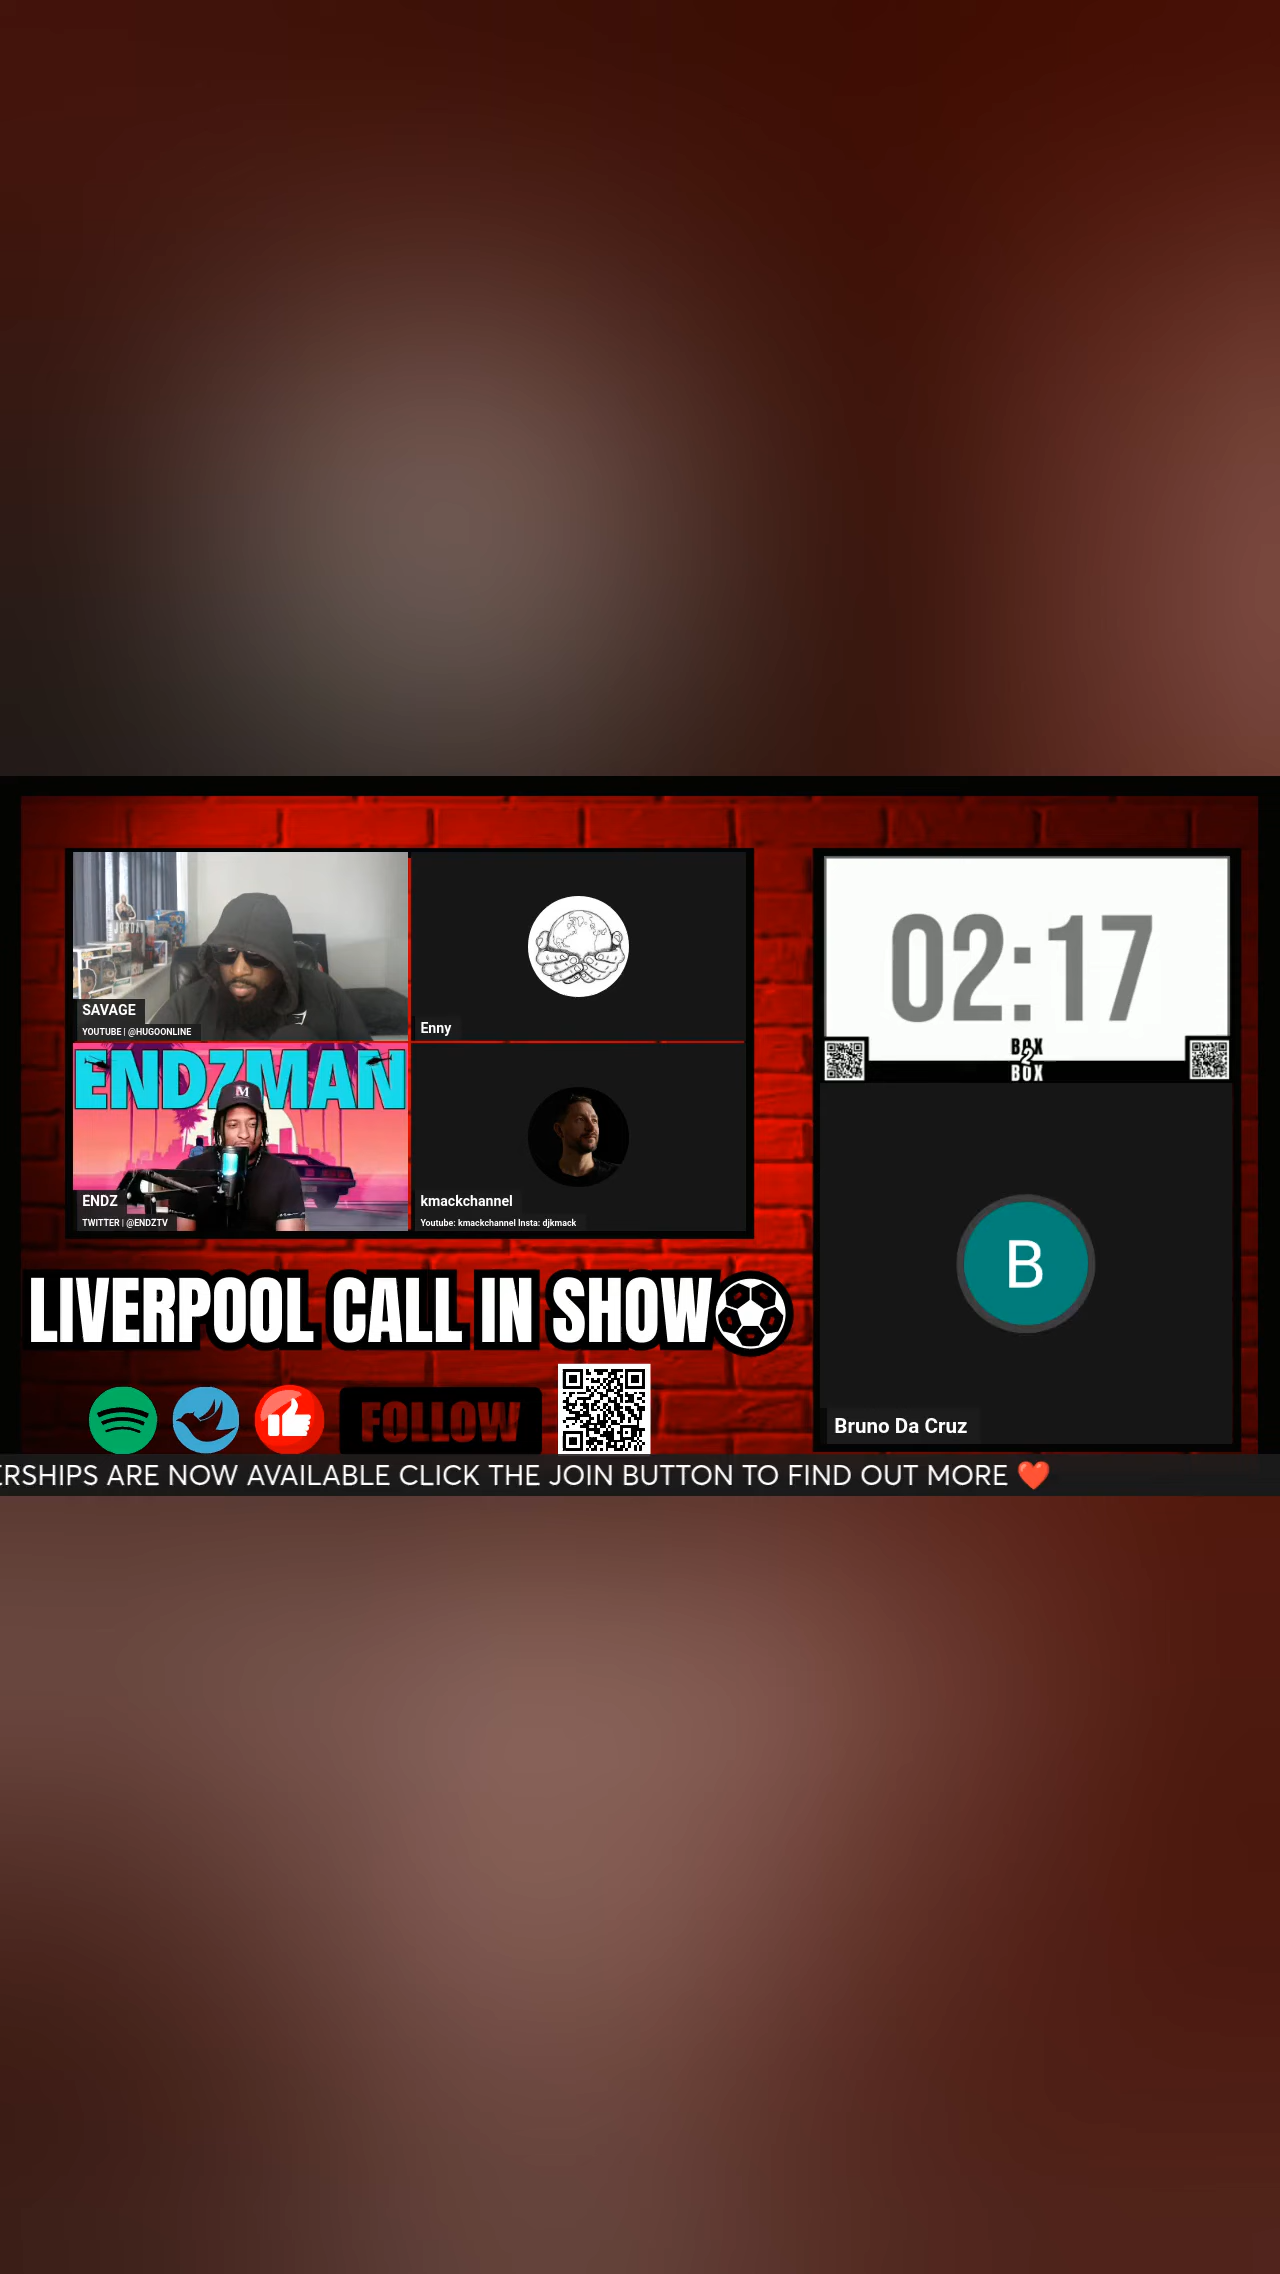 SAVAGE
YOUTUBE | @HUGOONLINE
Enny
ENDZMAN
M
ENDZ
TWITTER | @ENDZTV
kmackchannel
Youtube: kmackchannel Insta: djkmack
02:17
BOX
2
BOX
B
Bruno Da Cruz
LIVERPOOL CALL IN SHOW
FOLLOW
ERSHIPS ARE NOW AVAILABLE CLICK THE JOIN BUTTON TO FIND OUT MORE ❤️